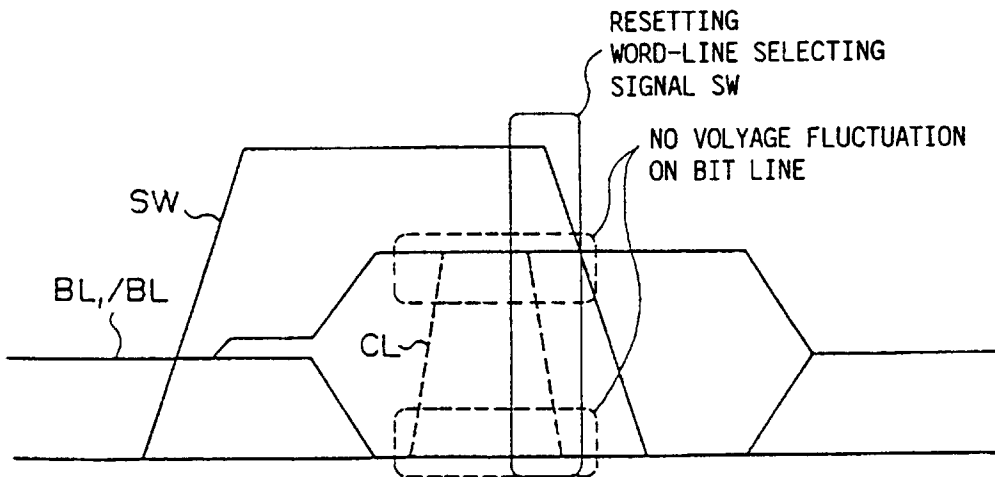 RESETTING
WORD-LINE SELECTING
SIGNAL SW
NO VOLYAGE FLUCTUATION
ON BIT LINE
SW
BL,/BL
CL